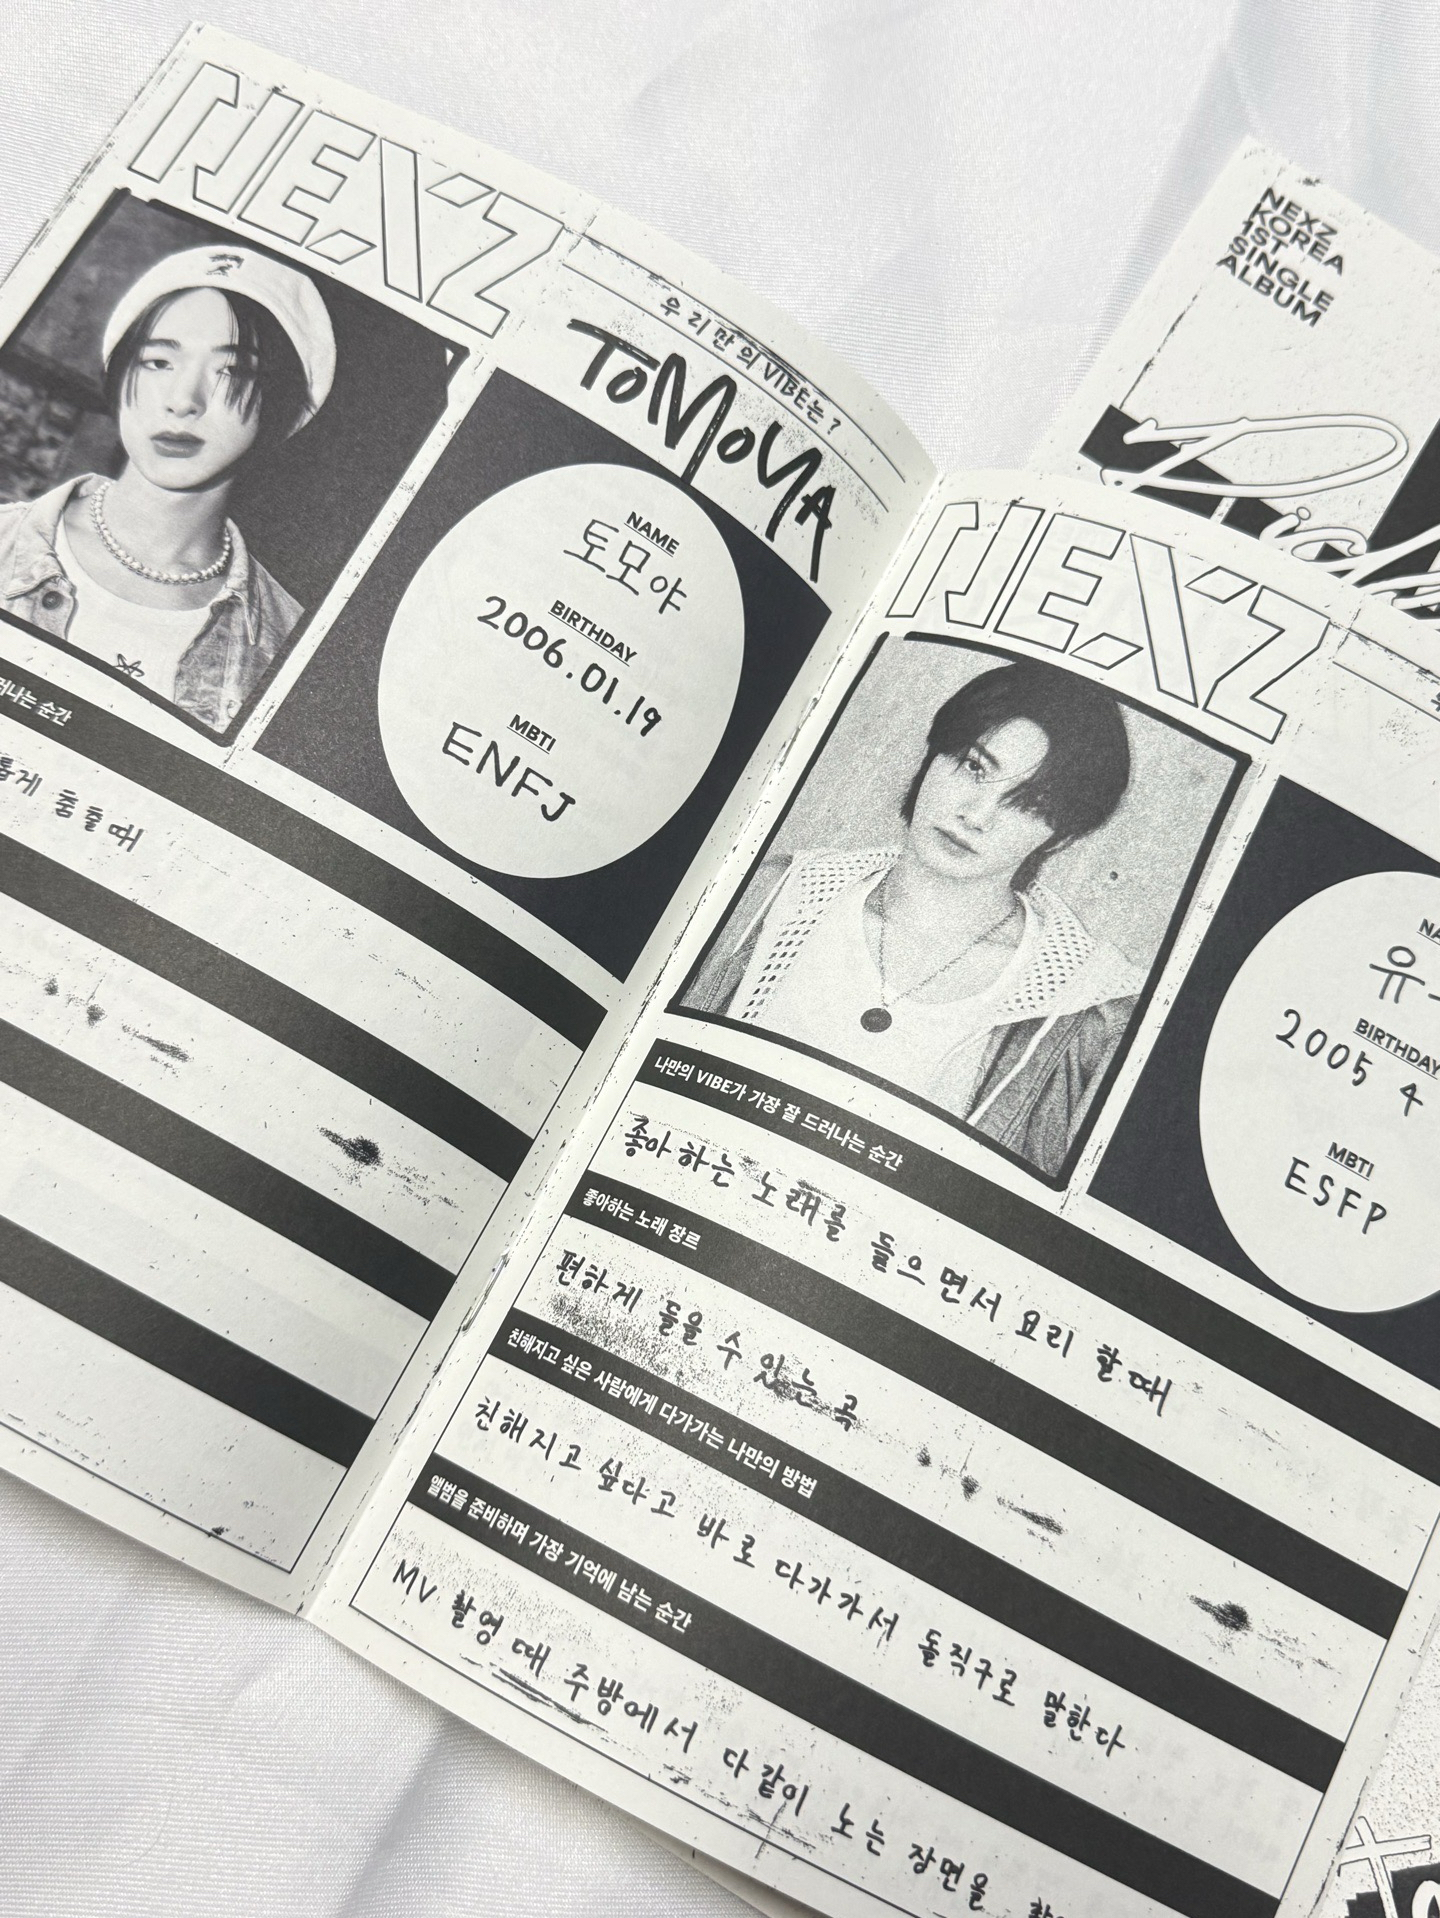 NEXZ
우리만의 VIBE는?
TOMOYA
NAME
토모야
BIRTHDAY
2006.01.19
MBTI
ENFJ
러나는 순간
롭게 춤출 때
NEXZ
KOREA
1ST
SINGLE
ALBUM
NEXZ
유
BIRTHDAY
2005 4
MBTI
ESFP
나만의 VIBE가 가장 잘 드러나는 순간
좋아하는 노래를 들으면서 요리 할 때
좋아하는 노래 장르
편하게 들을 수 있는 곡
친해지고 싶은 사람에게 다가가는 나만의 방법
친해지고 싶다고 바로 다가가서 돌직구로 말한다
앨범을 준비하며 가장 기억에 남는 순간
MV 촬영 때 주방에서 다같이 노는 장면을